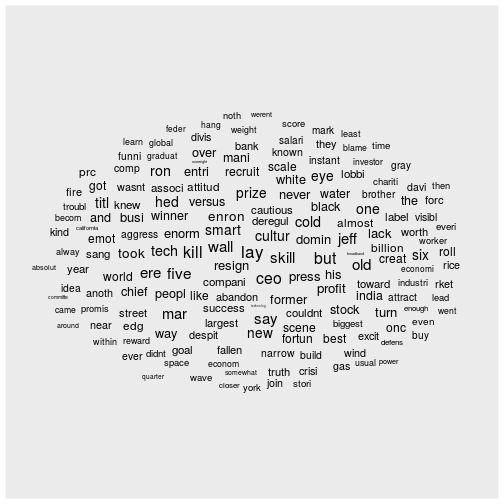 noth werent
feder hang weight score
learn global divis mark least
salari they blame time
funni graduat over mani bank known instant investor gray
prc comp ron entri recruit scale eye lobbi chariti davi then
fire got wasnt associ attitud prize white never water brother the forc
troubl titl knew hed versus cautious black one label visibl
becom and busi winner enron deregul cold almost everi
kind california emot aggress enorm smart cultur domin jeff lack worth worker
alway sang took tech kill wall lay skill but old billion creat six roll
absolut year world ere five resign ceo press his economi rice
idea anoth chief peopl like compani former profit india toward industri rket
committe abandon stock attract lead
came promis street mar success say couldnt turn enough went
around near edg largest new scene biggest onc even
within reward way despit fortun best excit defens buy
ever didnt goal fallen narrow build wind
space econom truth crisi gas usual power
quarter wave somewhat join stori
closer york